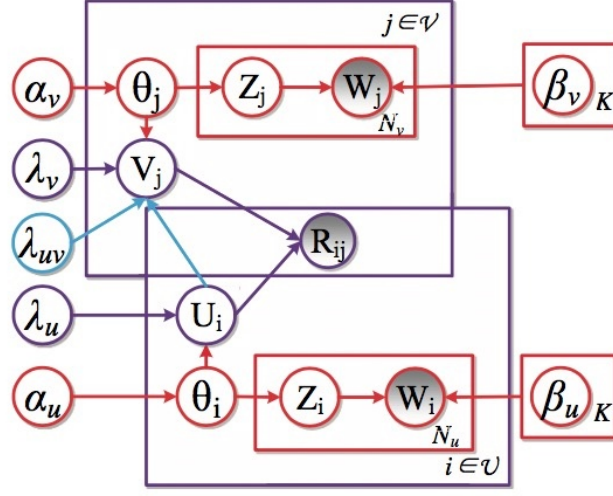 j ∈ 𝒱
α_v θ_j Z_j W_j β_v K
N_v
λ_v V_j
λ_uv R_ij
λ_u U_i
α_u θ_i Z_i W_i β_u K
N_u
i ∈ 𝒰